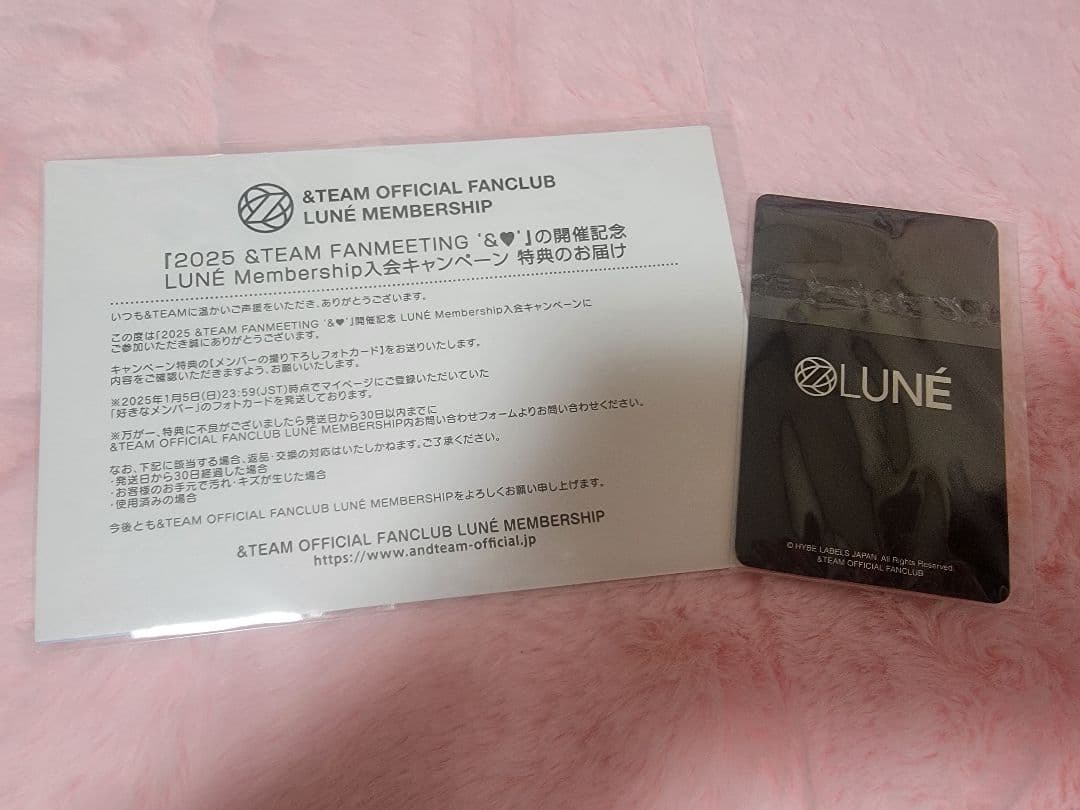 &TEAM OFFICIAL FANCLUB
LUNÉ MEMBERSHIP
『2025 &TEAM FANMEETING '&♥'』の開催記念
LUNÉ Membership入会キャンペーン 特典のお届け
いつも&TEAMに温かいご声援をいただき、ありがとうございます。
この度は『2025 &TEAM FANMEETING '&♥'』開催記念 LUNÉ Membership入会キャンペーンに
ご参加いただき誠にありがとうございます。
キャンペーン特典の【メンバーの撮り下ろしフォトカード】をお送りいたします。
内容をご確認いただきますよう、お願いいたします。
※2025年1月5日(日)23:59(JST)時点でマイページにご登録いただいていた
「好きなメンバー」のフォトカードを発送しております。
※万が一、特典に不良がございましたら発送日から30日以内までに
&TEAM OFFICIAL FANCLUB LUNÉ MEMBERSHIP内お問い合わせフォームよりお問い合わせください。
なお、下記に該当する場合、返品・交換の対応はいたしかねます。ご了承ください。
・発送日から30日経過した場合
・お客様のお手元で汚れ・キズが生じた場合
・使用済みの場合
今後とも&TEAM OFFICIAL FANCLUB LUNÉ MEMBERSHIPをよろしくお願い申し上げます。
&TEAM OFFICIAL FANCLUB LUNÉ MEMBERSHIP
https://www.andteam-official.jp
LUNÉ
© HYBE LABELS JAPAN. All Rights Reserved.
&TEAM OFFICIAL FANCLUB